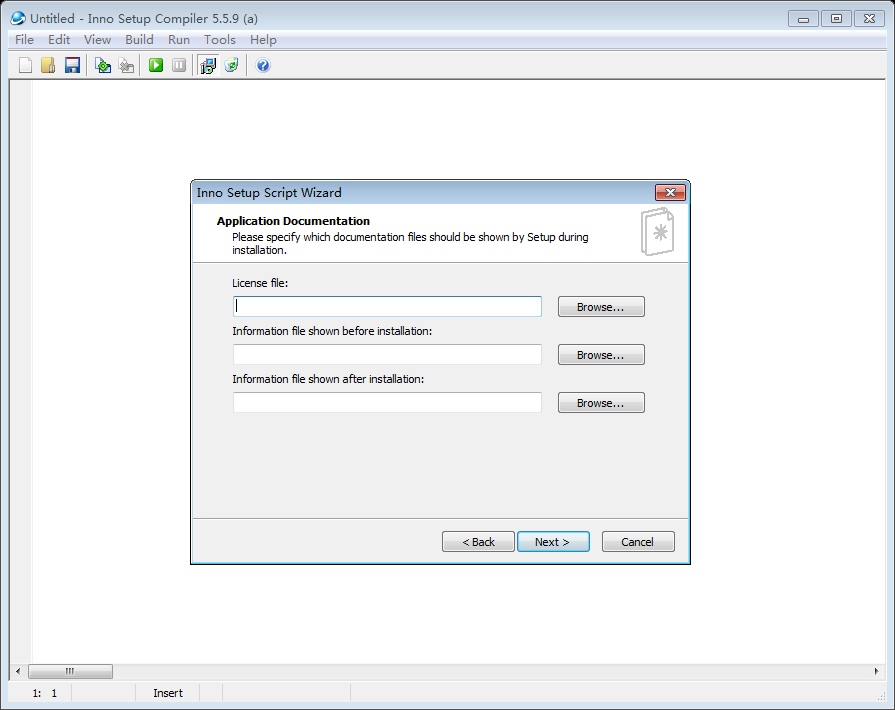 Untitled - Inno Setup Compiler 5.5.9 (a)
File Edit View Build Run Tools Help
Inno Setup Script Wizard
Application Documentation
Please specify which documentation files should be shown by Setup during
installation.
License file:
Browse...
Information file shown before installation:
Browse...
Information file shown after installation:
Browse...
< Back Next > Cancel
1: 1 Insert